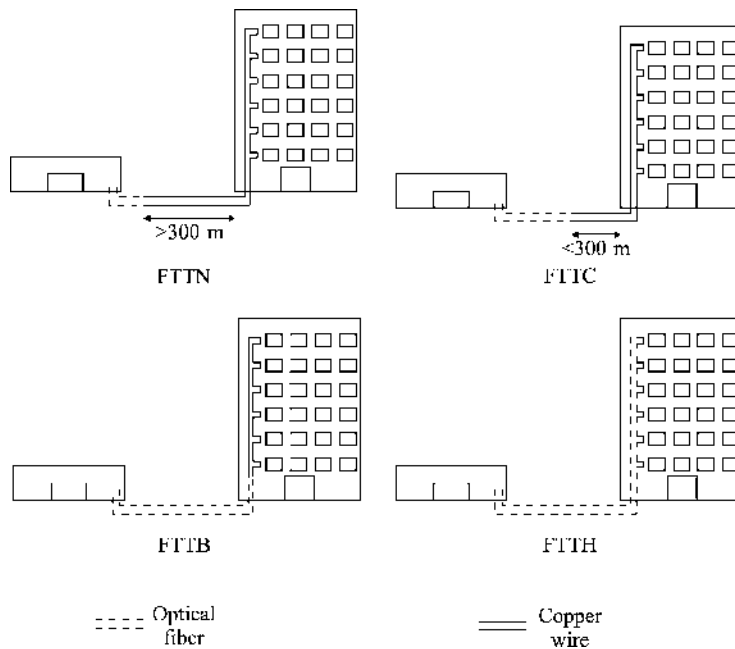 >300 m
<300 m
FTTN
FTTC
FTTB
FTTH
Optical
fiber
Copper
wire